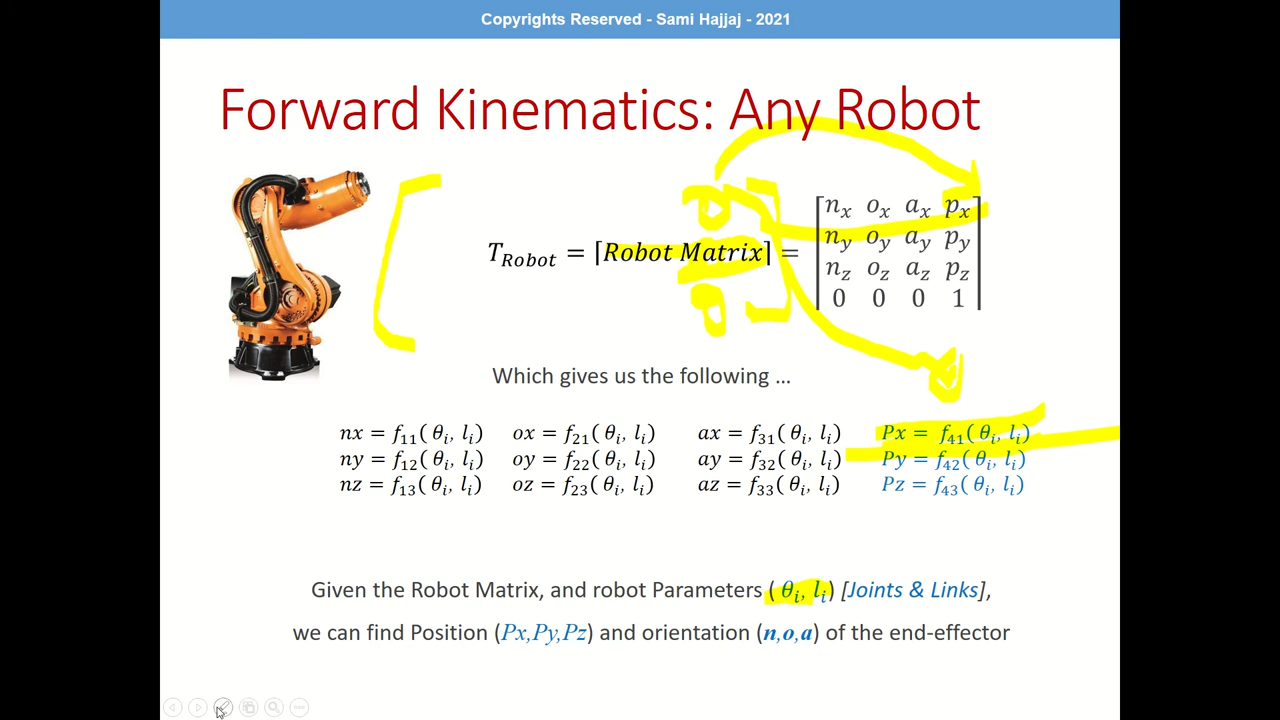 Copyrights Reserved - Sami Hajjaj - 2021
Forward Kinematics: Any Robot
T_Robot = [Robot Matrix] = [n_x o_x a_x p_x
n_y o_y a_y p_y
n_z o_z a_z p_z
0 0 0 1]
Which gives us the following ...
nx = f₁₁( θᵢ, lᵢ) ox = f₂₁( θᵢ, lᵢ) ax = f₃₁( θᵢ, lᵢ) Px = f₄₁( θᵢ, lᵢ)
ny = f₁₂( θᵢ, lᵢ) oy = f₂₂( θᵢ, lᵢ) ay = f₃₂( θᵢ, lᵢ) Py = f₄₂( θᵢ, lᵢ)
nz = f₁₃( θᵢ, lᵢ) oz = f₂₃( θᵢ, lᵢ) az = f₃₃( θᵢ, lᵢ) Pz = f₄₃( θᵢ, lᵢ)
Given the Robot Matrix, and robot Parameters ( θᵢ, lᵢ) [Joints & Links],
we can find Position (Px,Py,Pz) and orientation (n,o,a) of the end-effector